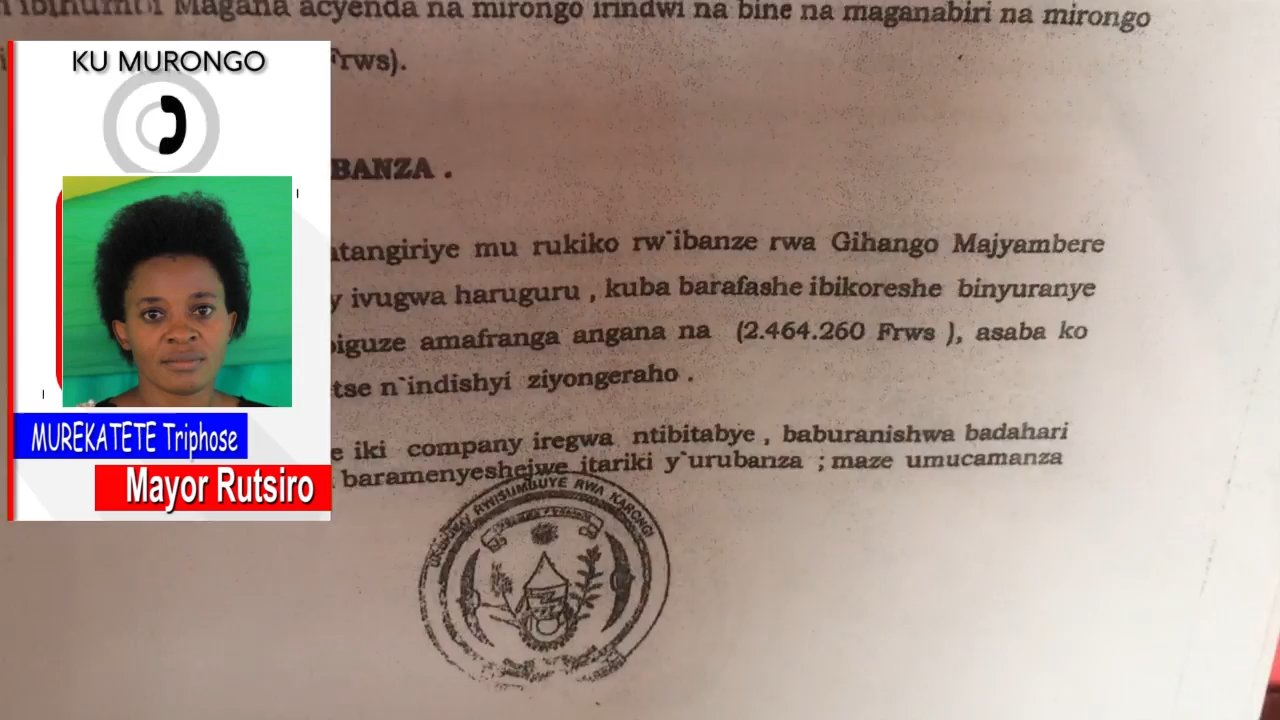 Magana acyenda na mirongo irindwi na bine na maganabiri na mirongo
Frws).
KU MURONGO
BANZA .
ntangiriye mu rukiko rw`ibanze rwa Gihango Majyambere
y ivugwa haruguru , kuba barafashe ibikoreshe binyuranye
biguze amafranga angana na (2.464.260 Frws ), asaba ko
tse n`indishyi ziyongeraho .
MUREKATETE Triphose
e iki company iregwa ntibitabye , baburanishwa badahari
baramenyeshejwe itariki y`urubanza ; maze umucamanza
Mayor Rutsiro
RWISUMBUYE RWA KARONGI